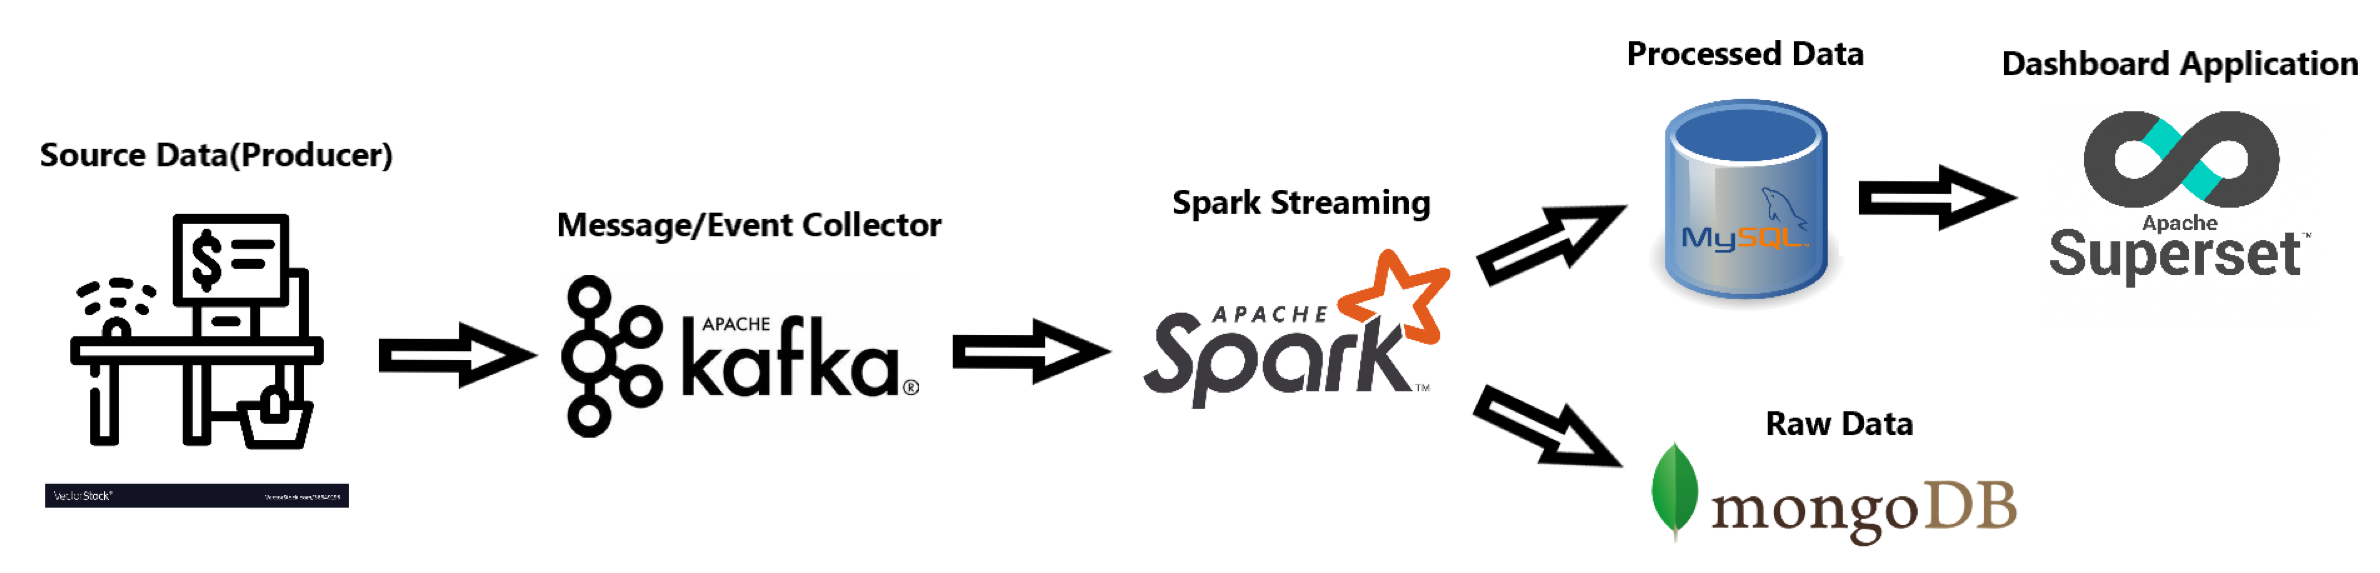 Source Data(Producer)
VectorStock®
Message/Event Collector
APACHE
kafka®
Spark Streaming
APACHE
Spark™
Processed Data
MySQL™
Dashboard Application
Apache
Superset™
Raw Data
mongoDB